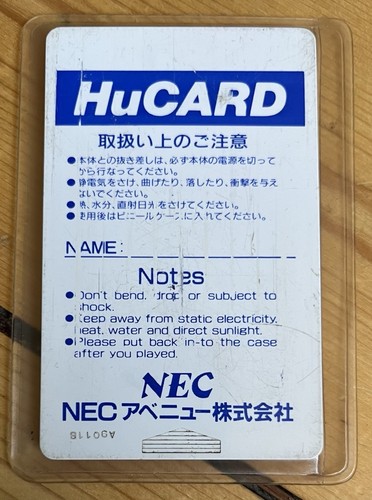 HuCARD
取扱い上のご注意
●本体との抜き差しは、必ず本体の電源を切って
から行なってください。
●静電気をさけ、曲げたり、落したり、衝撃を与え
ないでください。
●熱、水分、直射日光をさけてください。
●使用後はビニールケースに入れてください。
NAME:
Notes
●Don't bend, drop or subject to
shock.
●Keep away from static electricity,
heat, water and direct sunlight.
●Please put back in-to the case
after you played.
NEC
NECアベニュー株式会社
Ag011B